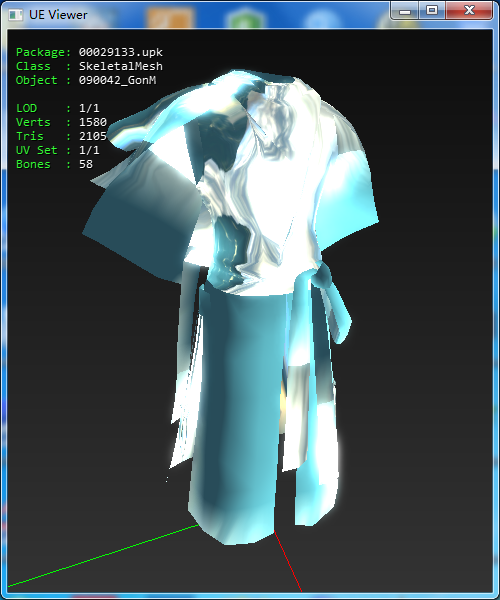 UE Viewer
Package: 00029133.upk
Class : SkeletalMesh
Object : 090042_GonM
LOD : 1/1
Verts : 1580
Tris : 2105
UV Set : 1/1
Bones : 58